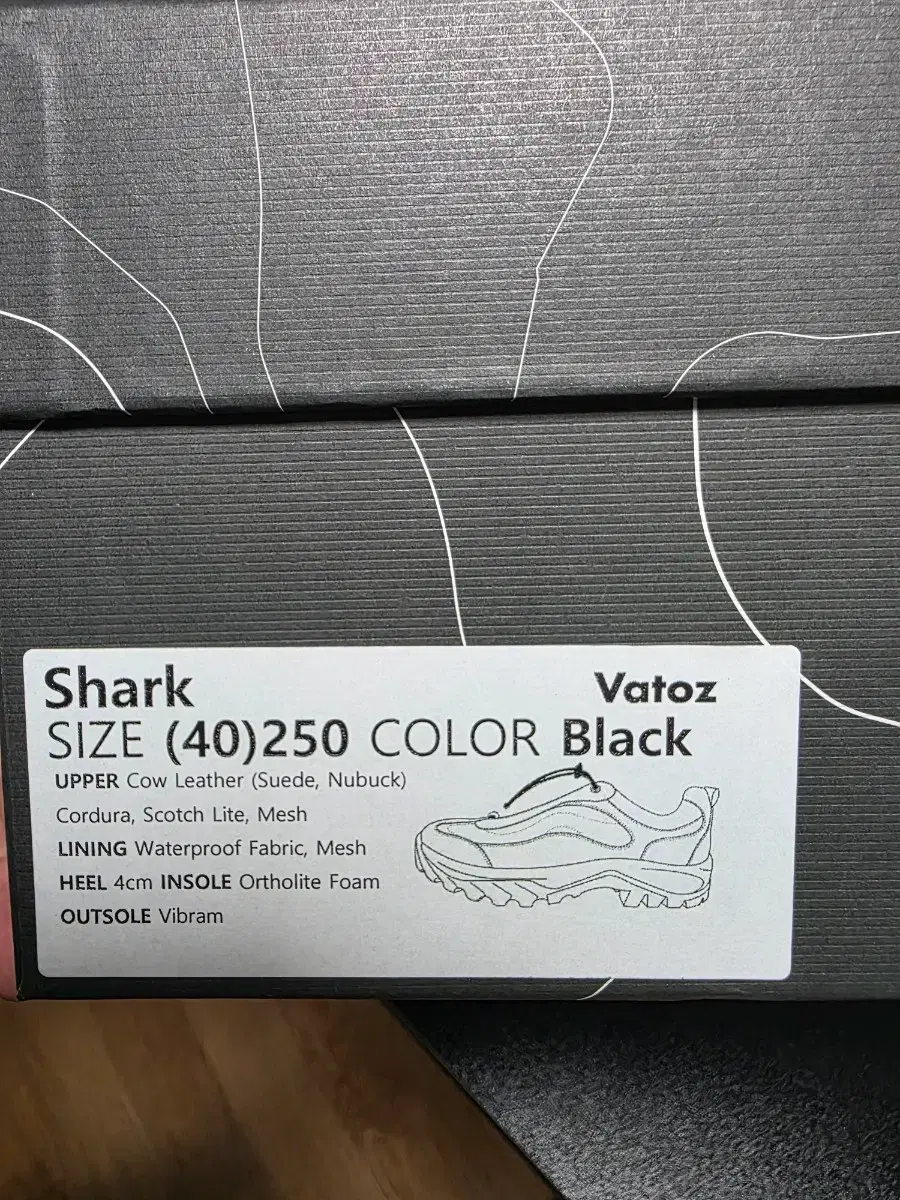 Shark
Vatoz
SIZE (40)250 COLOR Black
UPPER Cow Leather (Suede, Nubuck)
Cordura, Scotch Lite, Mesh
LINING Waterproof Fabric, Mesh
HEEL 4cm INSOLE Ortholite Foam
OUTSOLE Vibram